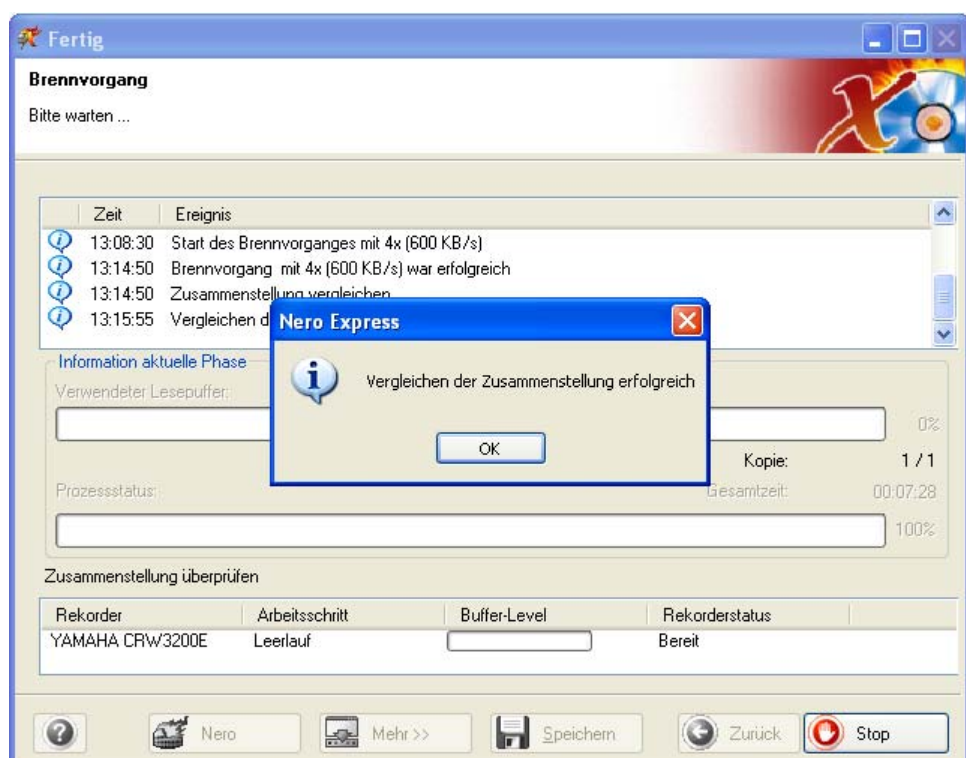 Fertig
Brennvorgang
Bitte warten ...
Zeit Ereignis
13:08:30 Start des Brennvorganges mit 4x (600 KB/s)
13:14:50 Brennvorgang mit 4x (600 KB/s) war erfolgreich
13:14:50 Zusammenstellung vergleichen
13:15:55 Vergleichen
Nero Express
Vergleichen der Zusammenstellung erfolgreich
OK
Information aktuelle Phase
Verwendeter Lesepuffer:
0%
Kopie: 1 / 1
Prozessstatus: Gesamtzeit: 00:07:28
100%
Zusammenstellung überprüfen
Rekorder Arbeitsschritt Buffer-Level Rekorderstatus
YAMAHA CRW3200E Leerlauf Bereit
Nero Mehr >> Speichern Zurück Stop